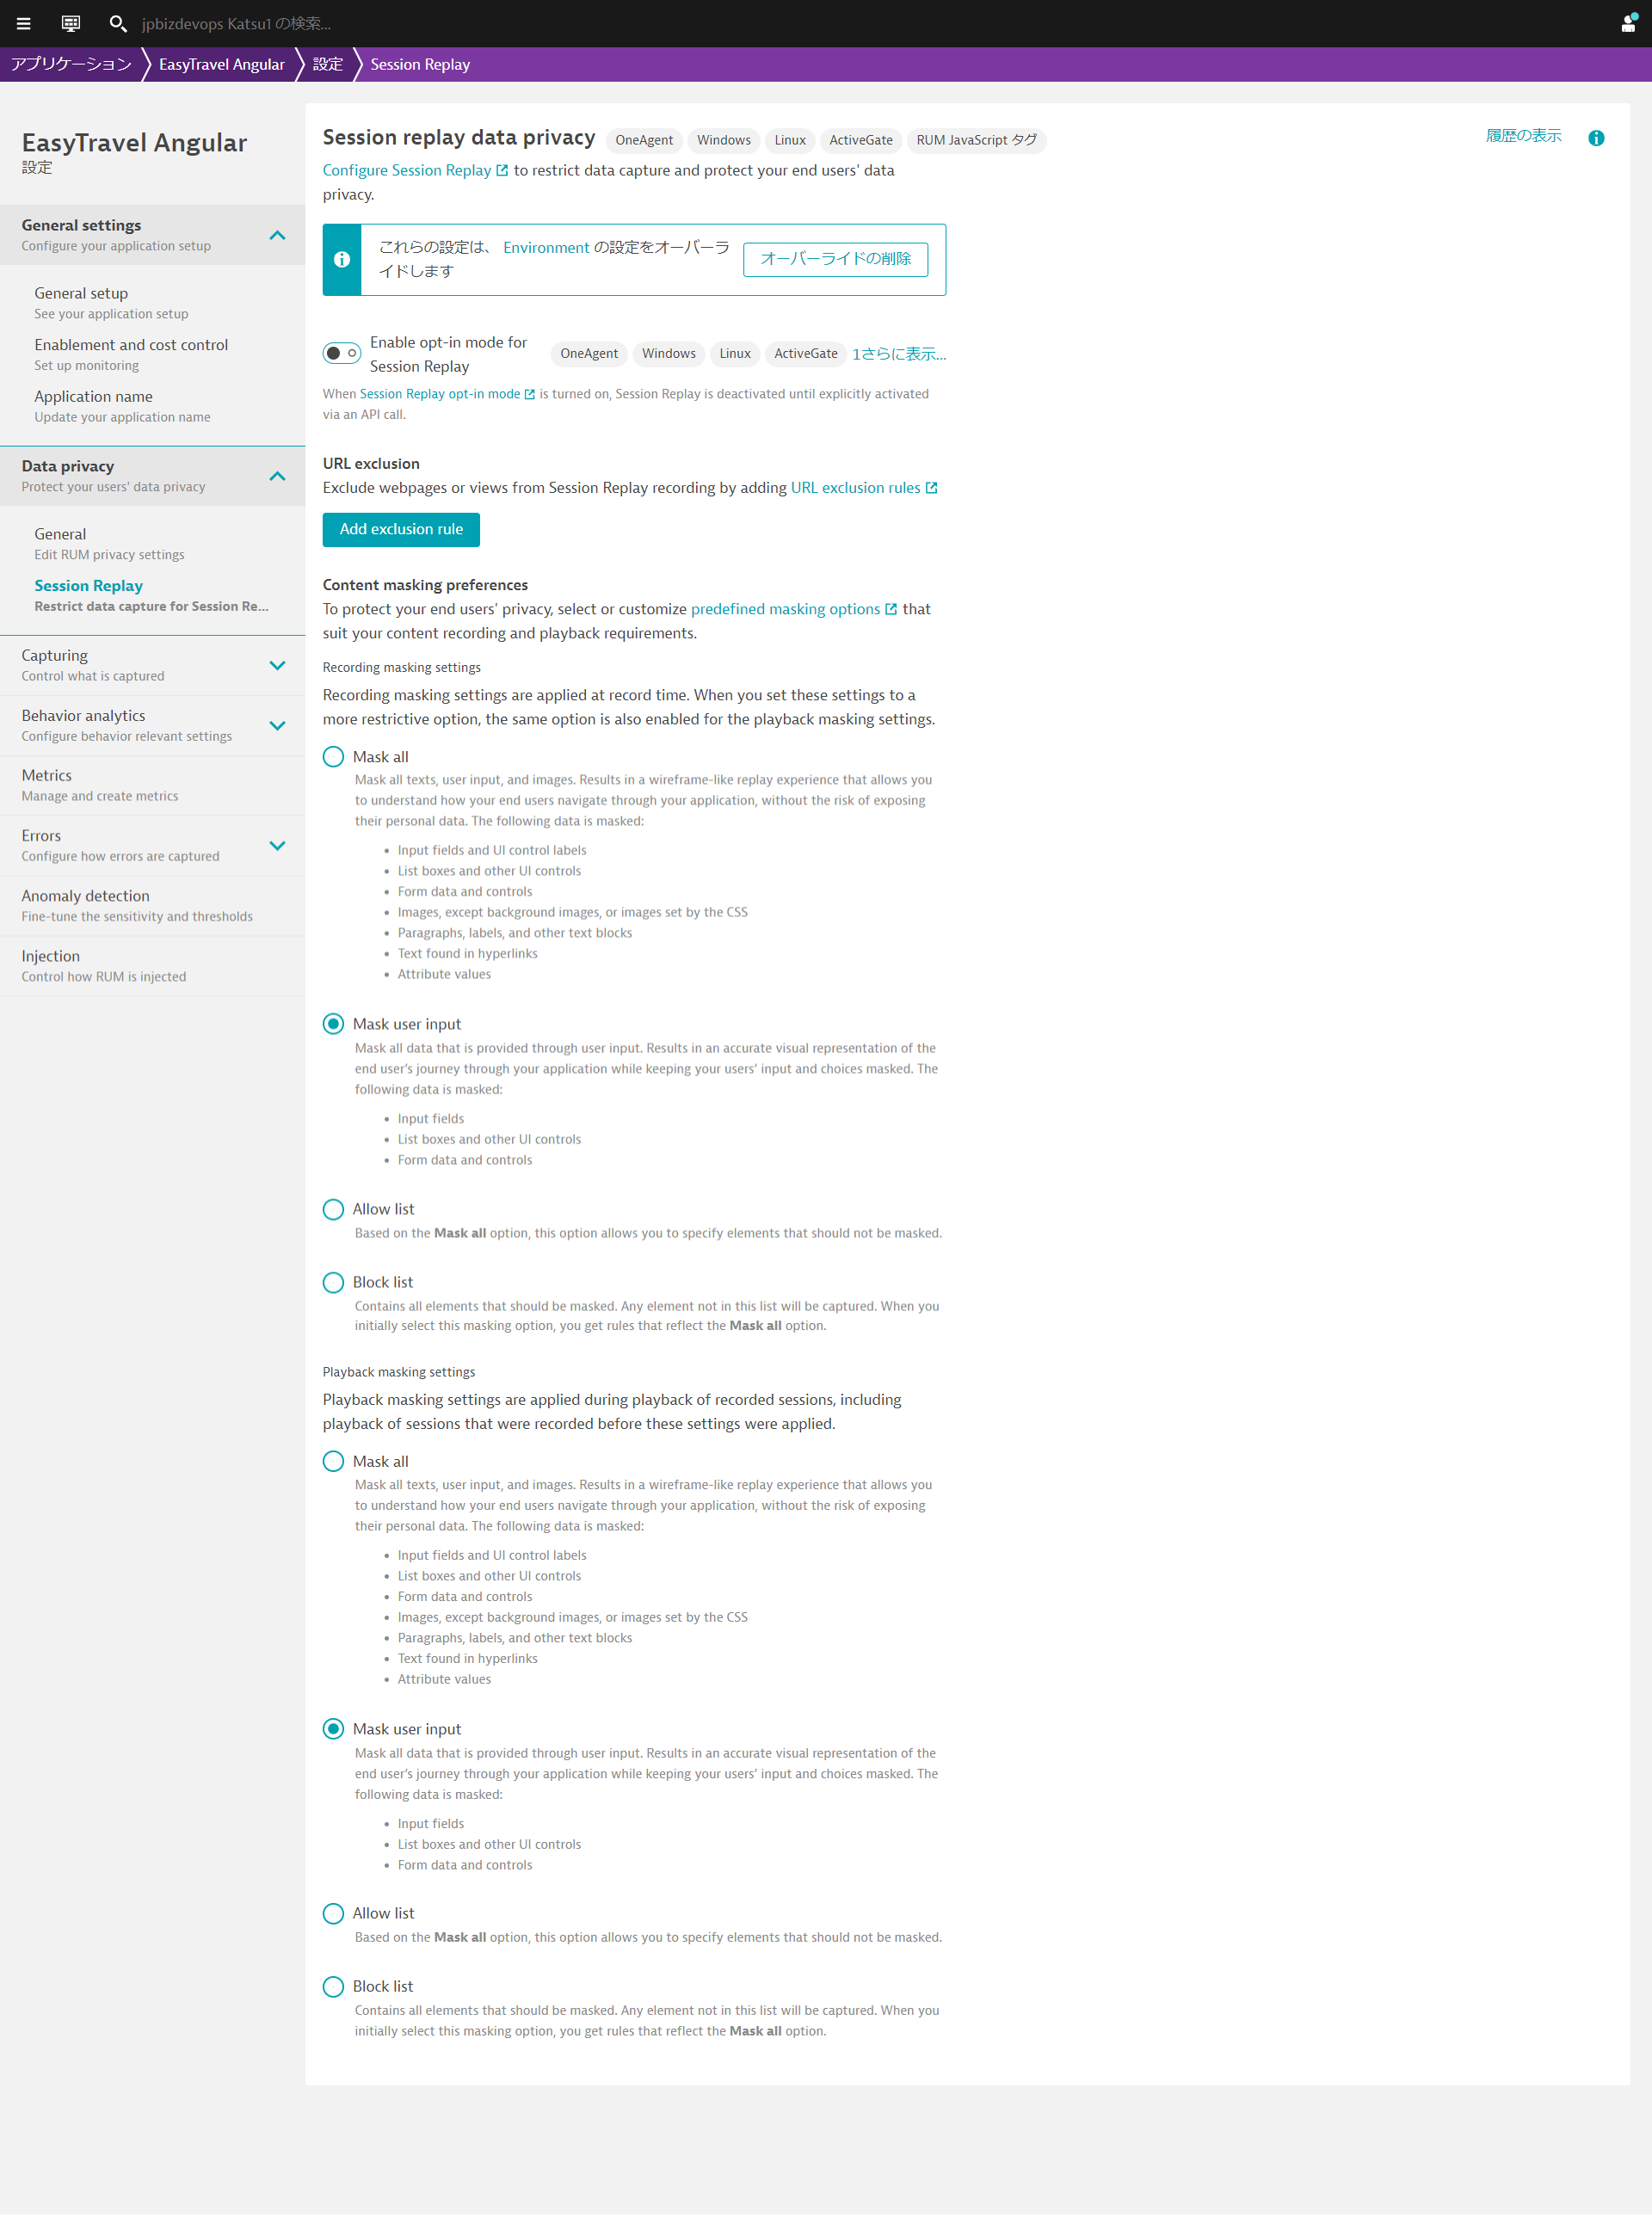 jpbizdevops Katsu1 の検索...
アプリケーション
EasyTravel Angular
設定
Session Replay
EasyTravel Angular
設定
General settings
Configure your application setup
General setup
See your application setup
Enablement and cost control
Set up monitoring
Application name
Update your application name
Data privacy
Protect your users' data privacy
General
Edit RUM privacy settings
Session Replay
Restrict data capture for Session Re...
Capturing
Control what is captured
Behavior analytics
Configure behavior relevant settings
Metrics
Manage and create metrics
Errors
Configure how errors are captured
Anomaly detection
Fine-tune the sensitivity and thresholds
Injection
Control how RUM is injected
Session replay data privacy OneAgent Windows Linux ActiveGate RUM JavaScript タグ
履歴の表示
Configure Session Replay to restrict data capture and protect your end users' data
privacy.
これらの設定は、 Environment の設定をオーバーラ
イドします
オーバーライドの削除
Enable opt-in mode for
Session Replay
OneAgent Windows Linux ActiveGate 1さらに表示...
When Session Replay opt-in mode is turned on, Session Replay is deactivated until explicitly activated
via an API call.
URL exclusion
Exclude webpages or views from Session Replay recording by adding URL exclusion rules
Add exclusion rule
Content masking preferences
To protect your end users' privacy, select or customize predefined masking options that
suit your content recording and playback requirements.
Recording masking settings
Recording masking settings are applied at record time. When you set these settings to a
more restrictive option, the same option is also enabled for the playback masking settings.
Mask all
Mask all texts, user input, and images. Results in a wireframe-like replay experience that allows you
to understand how your end users navigate through your application, without the risk of exposing
their personal data. The following data is masked:
• Input fields and UI control labels
• List boxes and other UI controls
• Form data and controls
• Images, except background images, or images set by the CSS
• Paragraphs, labels, and other text blocks
• Text found in hyperlinks
• Attribute values
Mask user input
Mask all data that is provided through user input. Results in an accurate visual representation of the
end user's journey through your application while keeping your users' input and choices masked. The
following data is masked:
• Input fields
• List boxes and other UI controls
• Form data and controls
Allow list
Based on the Mask all option, this option allows you to specify elements that should not be masked.
Block list
Contains all elements that should be masked. Any element not in this list will be captured. When you
initially select this masking option, you get rules that reflect the Mask all option.
Playback masking settings
Playback masking settings are applied during playback of recorded sessions, including
playback of sessions that were recorded before these settings were applied.
Mask all
Mask all texts, user input, and images. Results in a wireframe-like replay experience that allows you
to understand how your end users navigate through your application, without the risk of exposing
their personal data. The following data is masked:
• Input fields and UI control labels
• List boxes and other UI controls
• Form data and controls
• Images, except background images, or images set by the CSS
• Paragraphs, labels, and other text blocks
• Text found in hyperlinks
• Attribute values
Mask user input
Mask all data that is provided through user input. Results in an accurate visual representation of the
end user's journey through your application while keeping your users' input and choices masked. The
following data is masked:
• Input fields
• List boxes and other UI controls
• Form data and controls
Allow list
Based on the Mask all option, this option allows you to specify elements that should not be masked.
Block list
Contains all elements that should be masked. Any element not in this list will be captured. When you
initially select this masking option, you get rules that reflect the Mask all option.